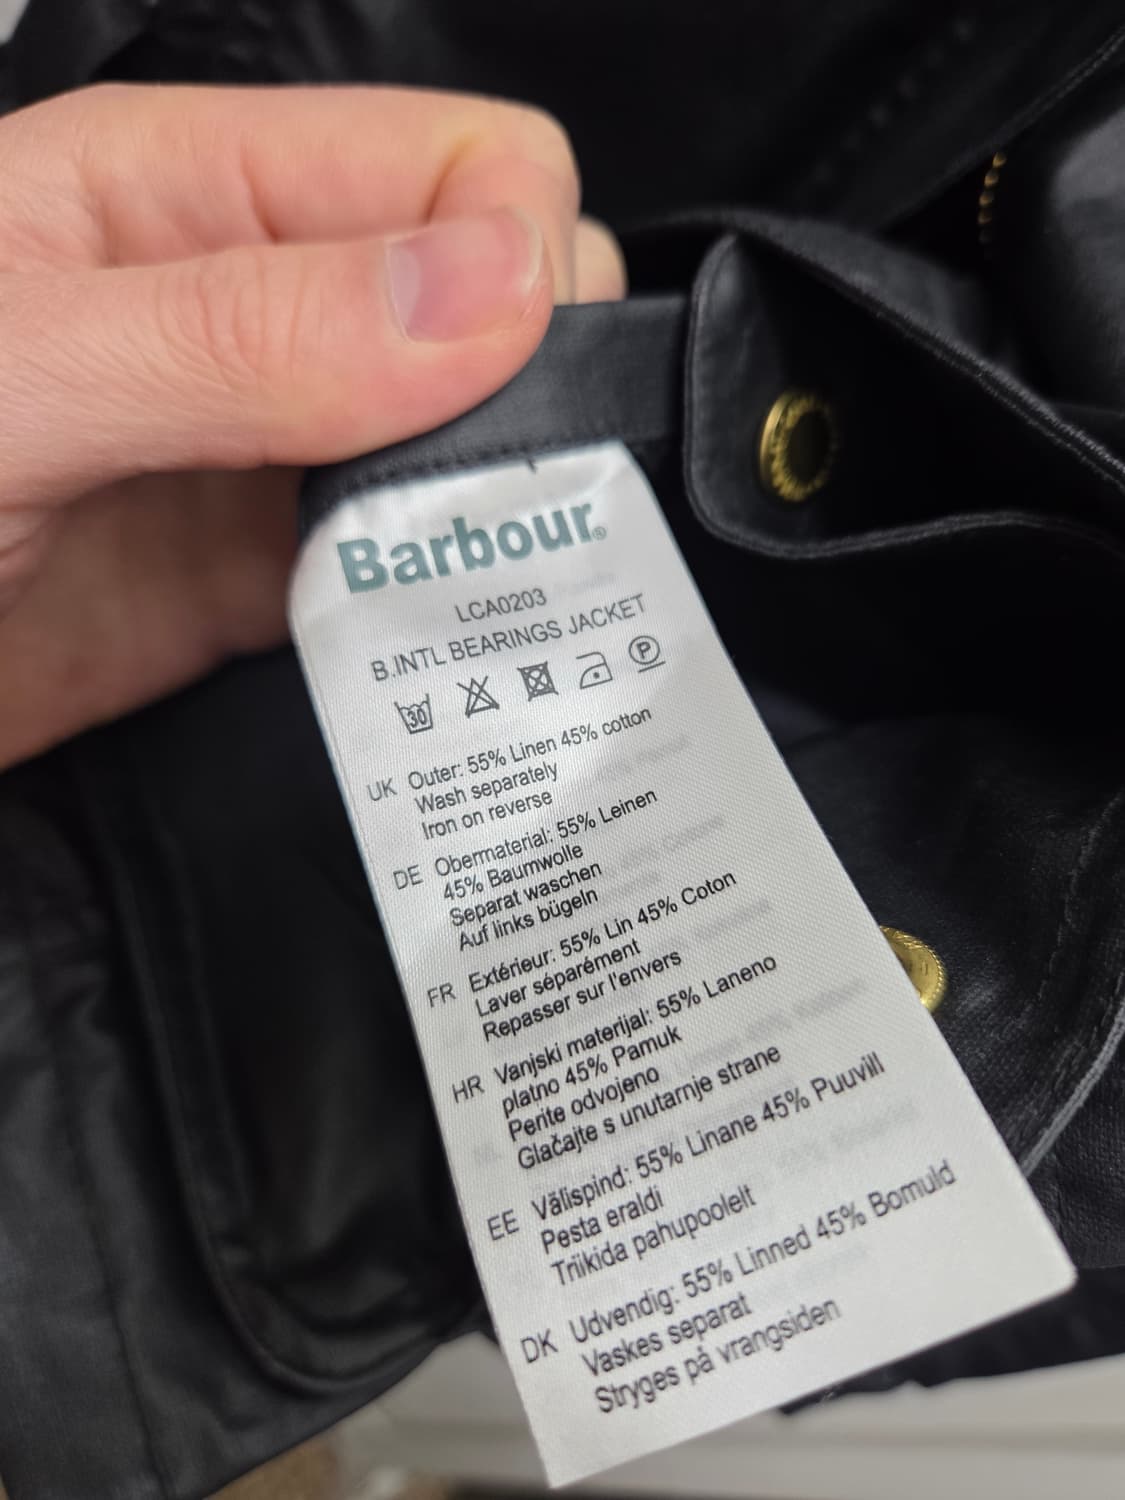 Barbour®
LCA0203
B.INTL BEARINGS JACKET
30 P
UK Outer: 55% Linen 45% cotton
Wash separately
Iron on reverse
DE Obermaterial: 55% Leinen
45% Baumwolle
Separat waschen
Auf links bügeln
FR Extérieur: 55% Lin 45% Coton
Laver séparément
Repasser sur l'envers
HR Vanjski materijal: 55% Laneno
platno 45% Pamuk
Perite odvojeno
Glačajte s unutarnje strane
EE Välispind: 55% Linane 45% Puuvill
Pesta eraldi
Triikida pahupoolelt
DK Udvendig: 55% Linned 45% Bomuld
Vaskes separat
Stryges på vrangsiden